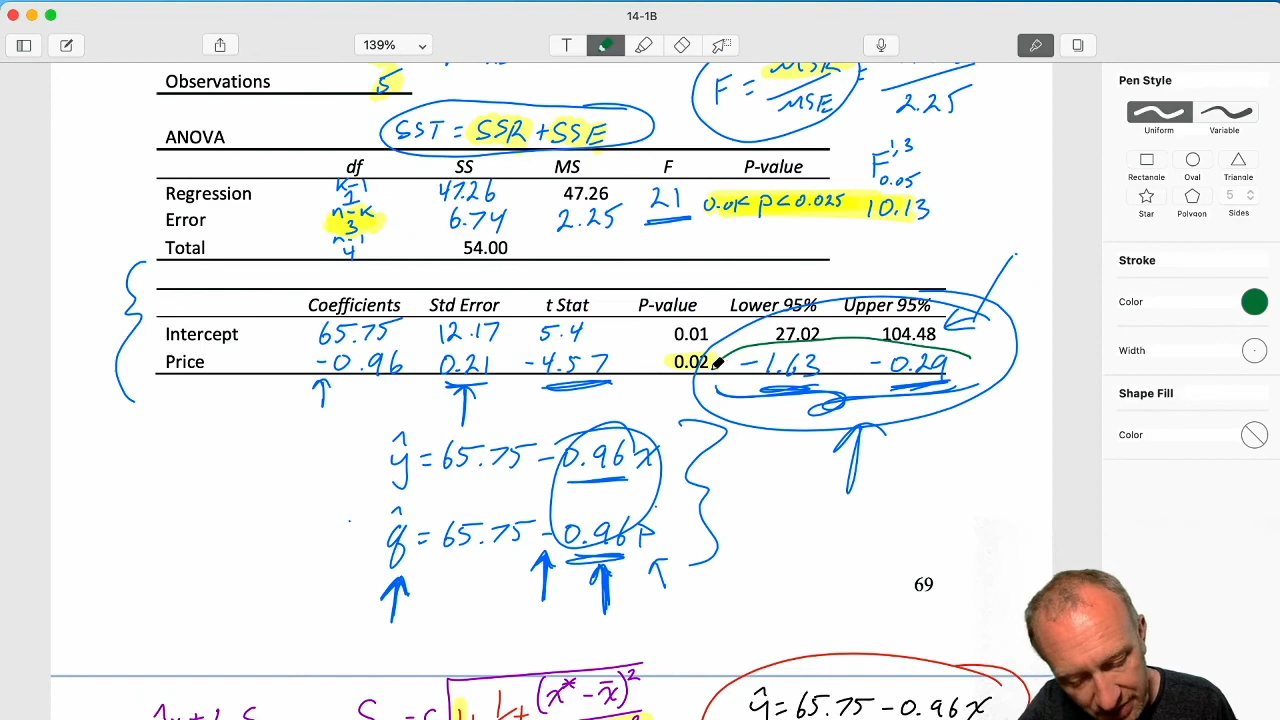 14-1B
139%
T
Pen Style
Uniform Variable
Rectangle Oval Triangle
5
Star Polygon Sides
Stroke
Color
Width
Shape Fill
Color
Observations 5
F = MSR / MSE =
2.25
SST = SSR + SSE
ANOVA
df SS MS F P-value
F 1,3 0.05
k-1
Regression 1 47.26 47.26 21 0.01< p < 0.025 10.13
n-k
Error 3 6.74 2.25
n-1
Total 4 54.00
Coefficients Std Error t Stat P-value Lower 95% Upper 95%
Intercept 65.75 12.17 5.4 0.01 27.02 104.48
Price -0.96 0.21 -4.57 0.02 -1.63 -0.29
ŷ = 65.75 - 0.96x
q̂ = 65.75 - 0.96p
69
(x* - x̄)²
1 +
ŷ = 65.75 - 0.96x